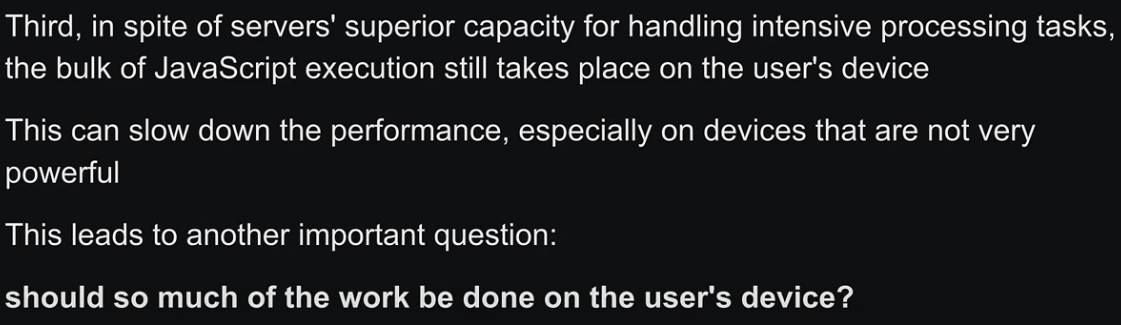 Third, in spite of servers' superior capacity for handling intensive processing tasks,
the bulk of JavaScript execution still takes place on the user's device
This can slow down the performance, especially on devices that are not very
powerful
This leads to another important question:
should so much of the work be done on the user's device?